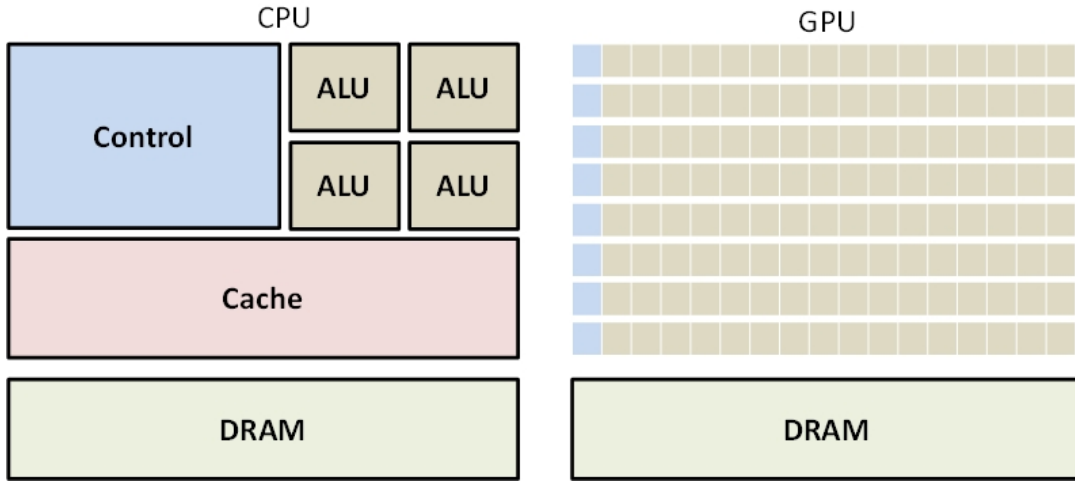 CPU
Control
ALU ALU
ALU ALU
Cache
DRAM
GPU
DRAM